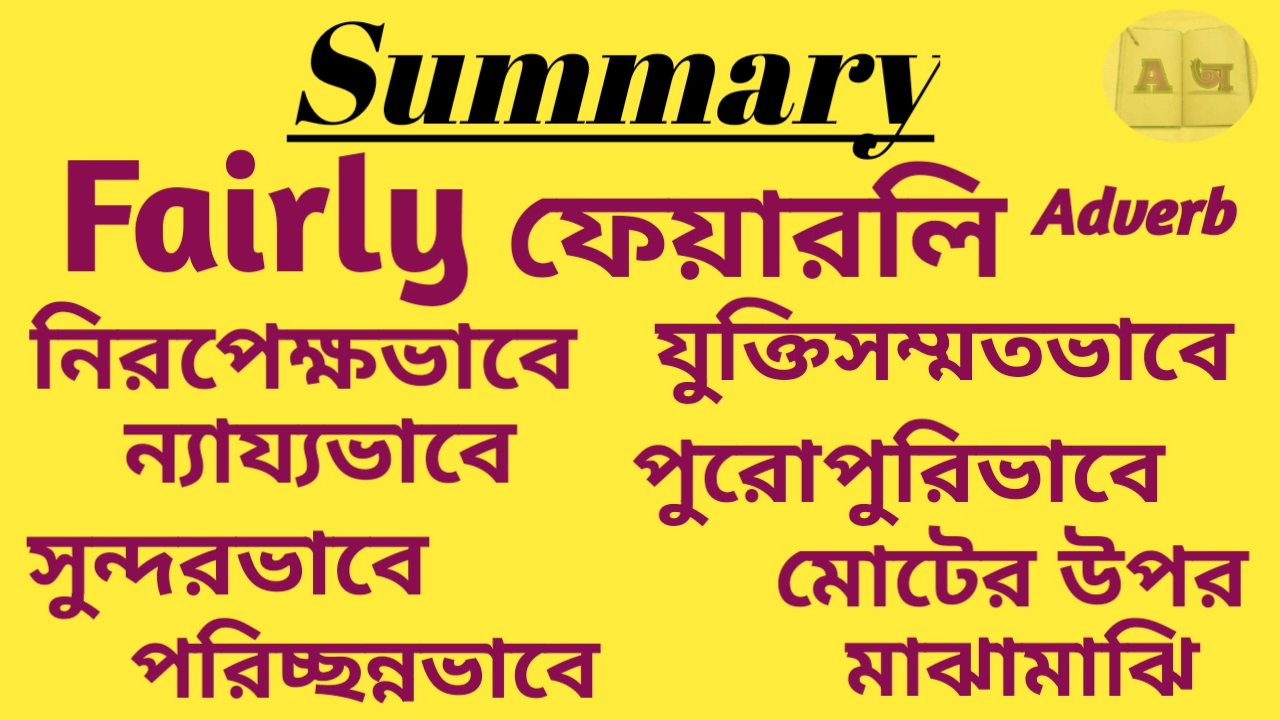 Summary
A অ
Fairly ফেয়ারলি Adverb
নিরপেক্ষভাবে যুক্তিসম্মতভাবে
ন্যায্যভাবে পুরোপুরিভাবে
সুন্দরভাবে মোটের উপর
পরিচ্ছন্নভাবে মাঝামাঝি